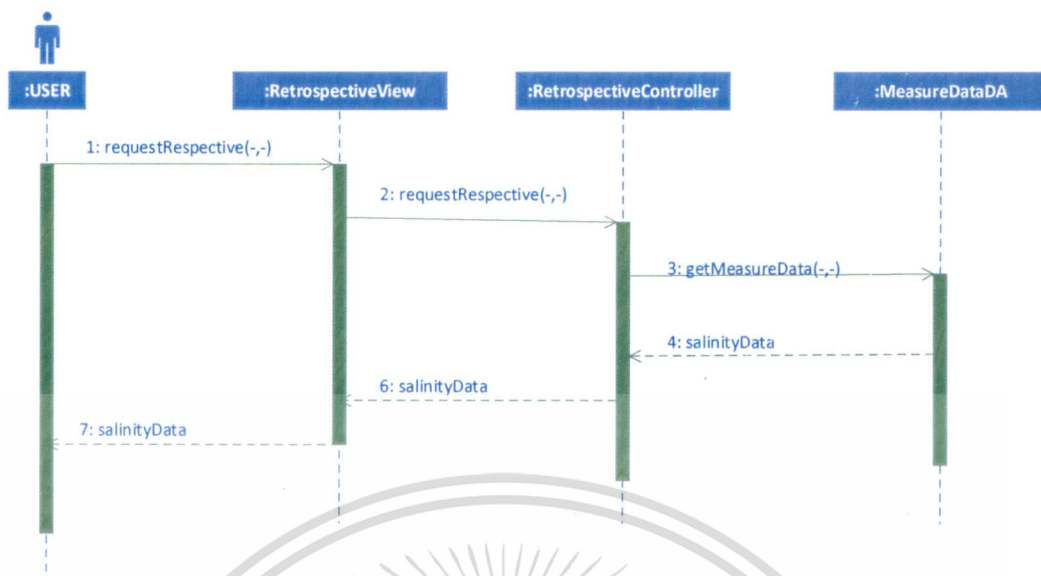 :USER
:RetrospectiveView
:RetrospectiveController
:MeasureDataDA
1: requestRespective(-,-)
2: requestRespective(-,-)
3: getMeasureData(-,-)
4: salinityData
6: salinityData
7: salinityData